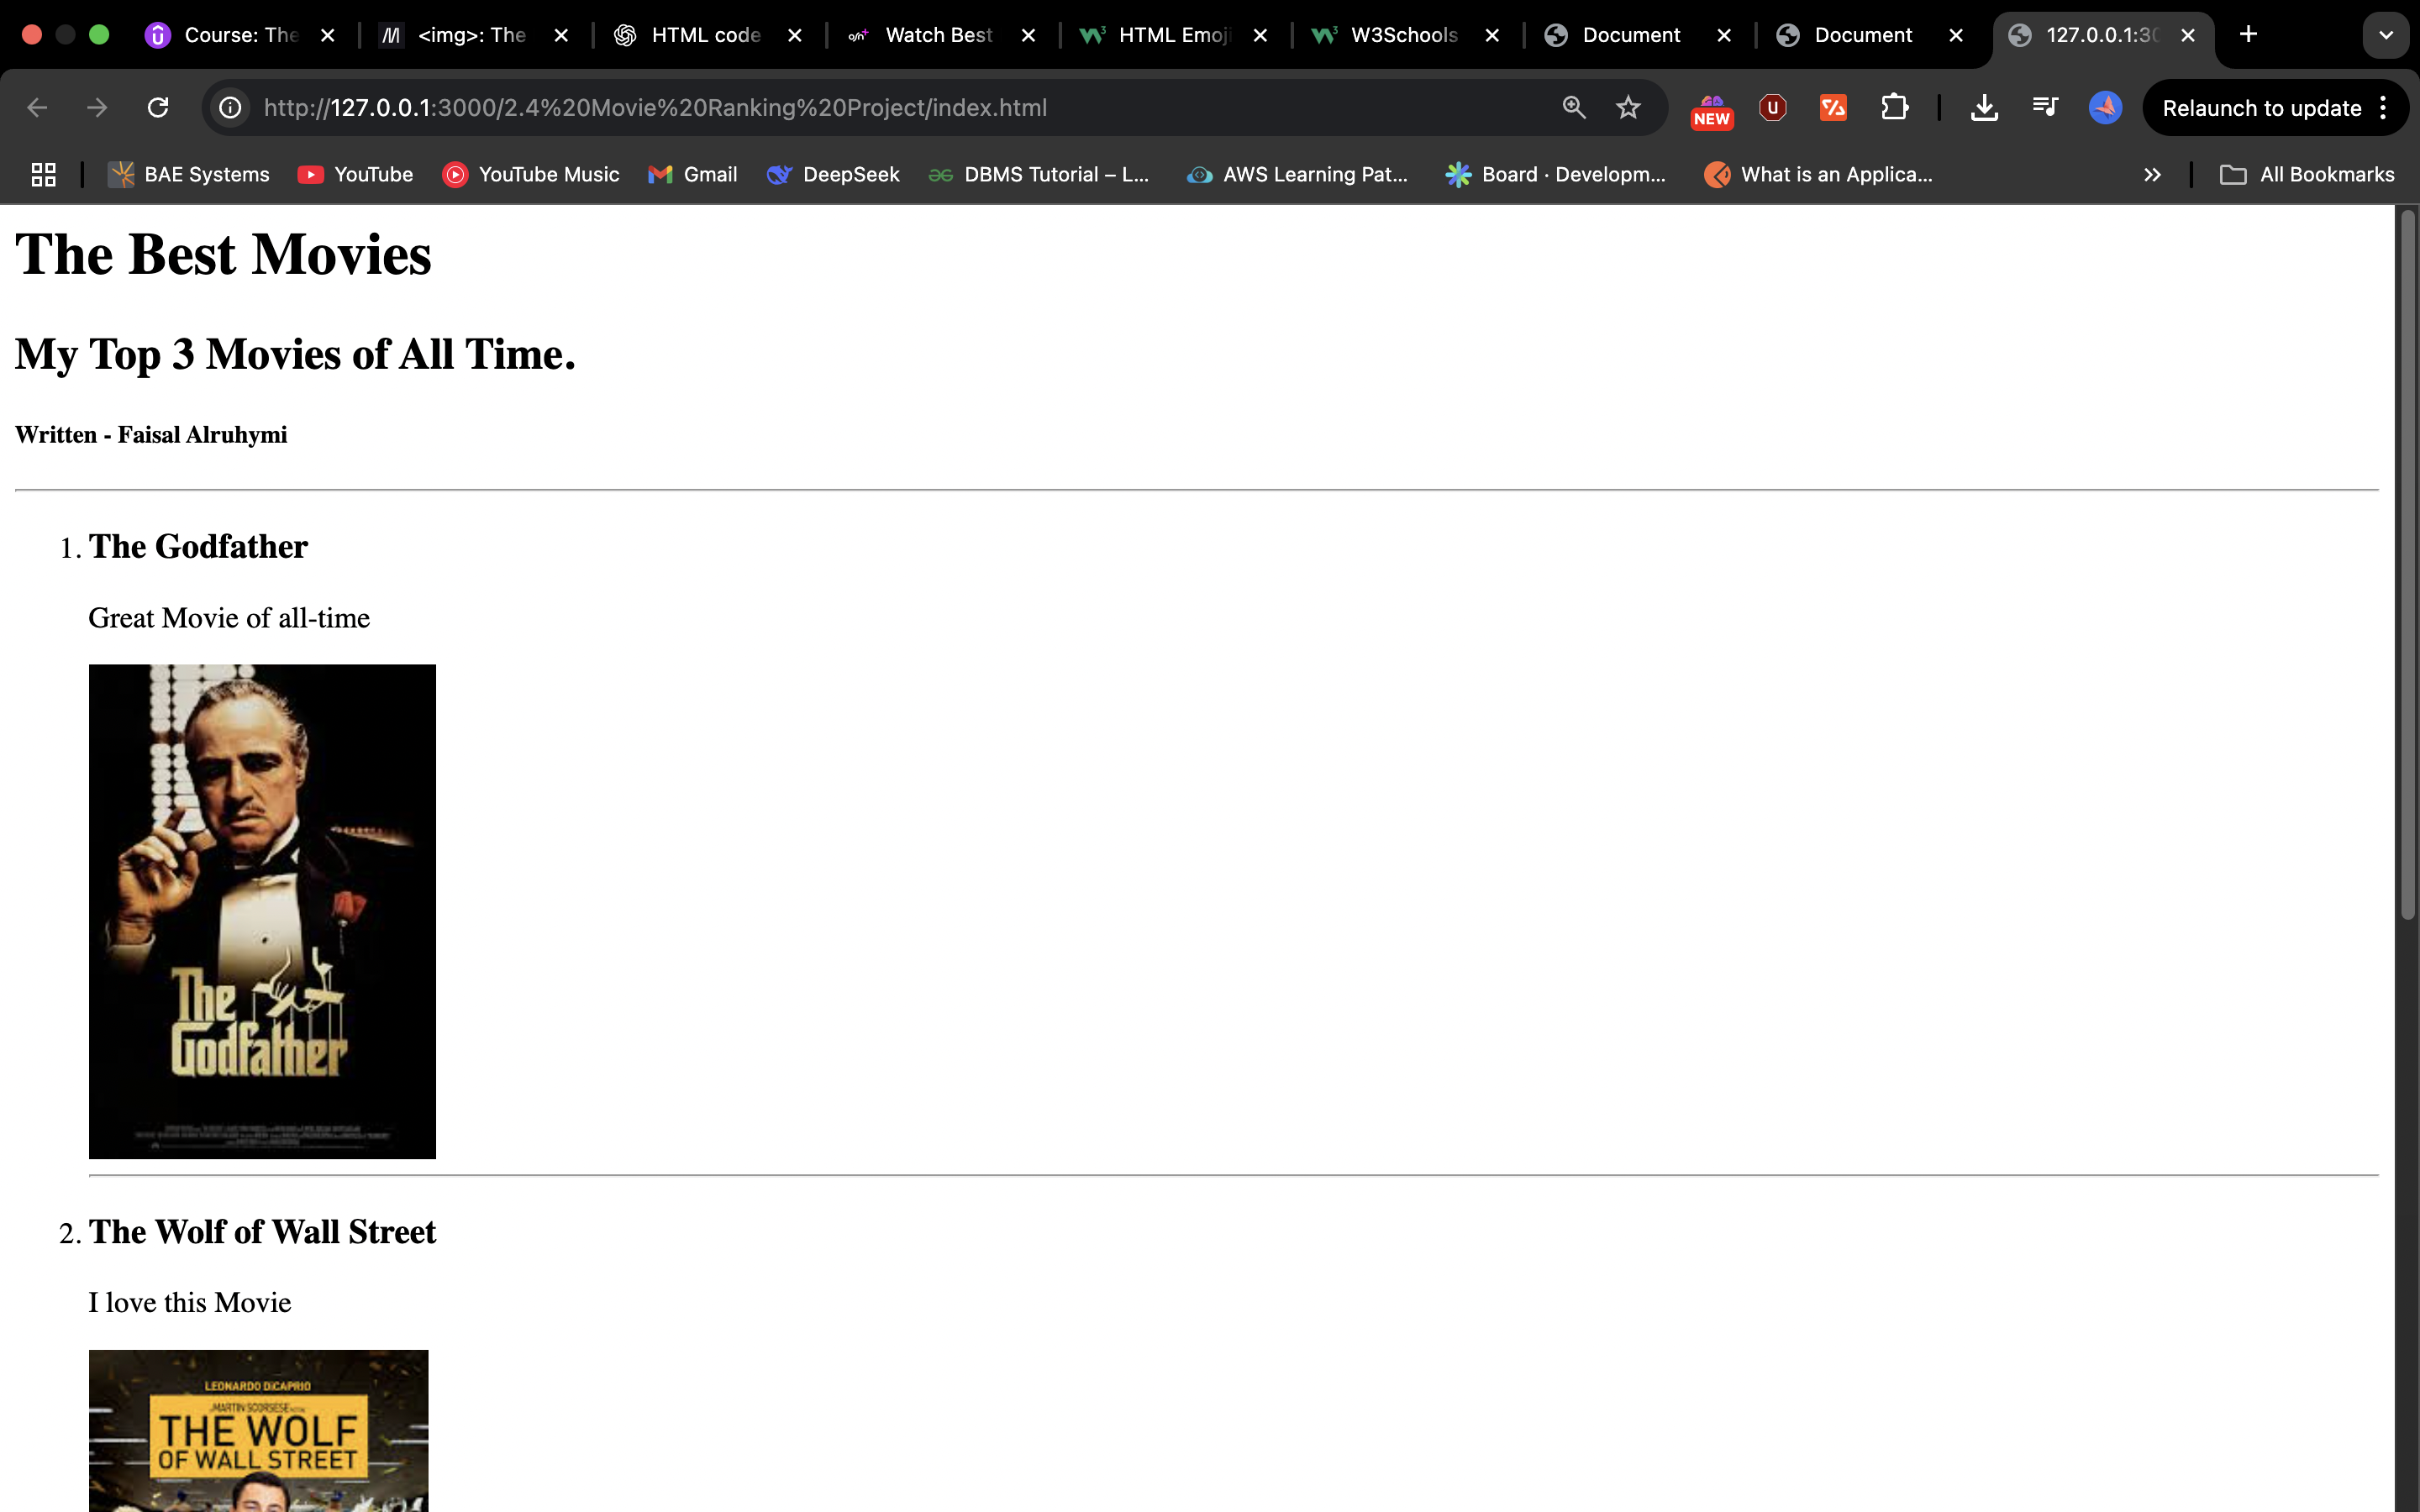 Course: The
<img>: The
HTML code
Watch Best
HTML Emoji
W3Schools
Document
Document
127.0.0.1:30
http://127.0.0.1:3000/2.4%20Movie%20Ranking%20Project/index.html
NEW
Relaunch to update
BAE Systems
YouTube
YouTube Music
Gmail
DeepSeek
DBMS Tutorial – L...
AWS Learning Pat...
Board · Developm...
What is an Applica...
All Bookmarks
The Best Movies
My Top 3 Movies of All Time.
Written - Faisal Alruhymi
1. The Godfather
Great Movie of all-time
The
Godfather
2. The Wolf of Wall Street
I love this Movie
LEONARDO DiCAPRIO
MARTIN SCORSESE
THE WOLF
OF WALL STREET